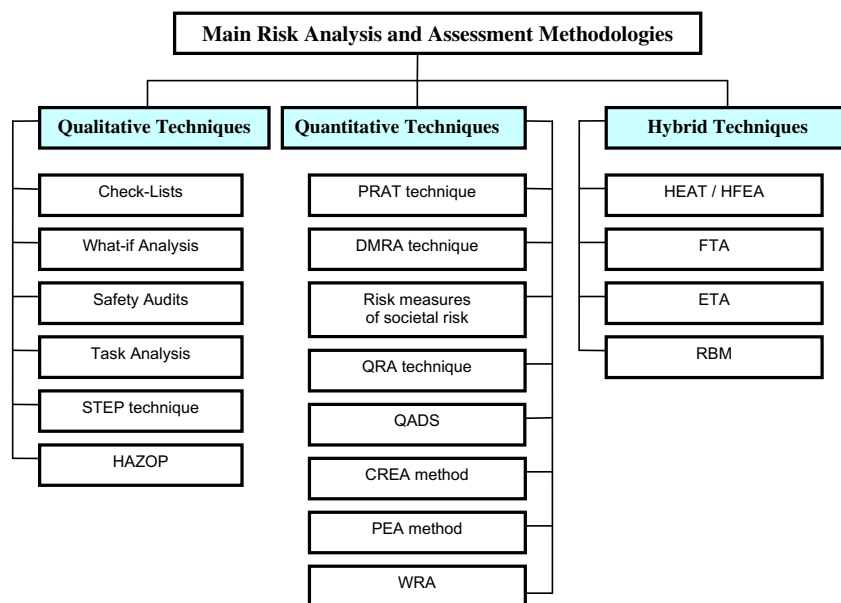 Main Risk Analysis and Assessment Methodologies
Qualitative Techniques
Check-Lists
What-if Analysis
Safety Audits
Task Analysis
STEP technique
HAZOP
Quantitative Techniques
PRAT technique
DMRA technique
Risk measures
of societal risk
QRA technique
QADS
CREA method
PEA method
WRA
Hybrid Techniques
HEAT / HFEA
FTA
ETA
RBM